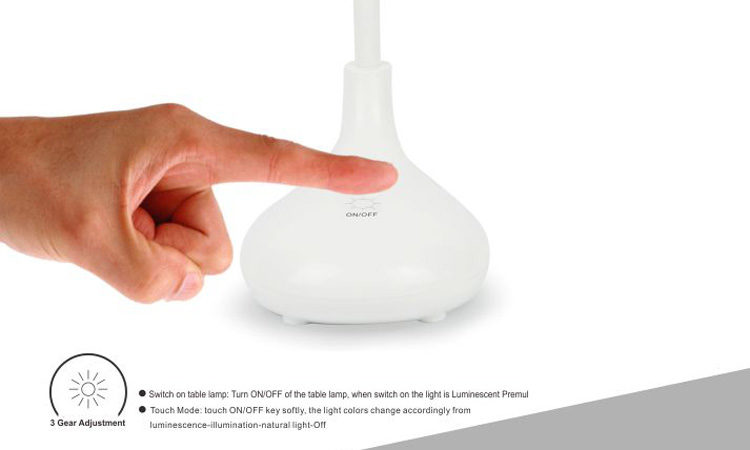 ON/OFF
3 Gear Adjustment
● Switch on table lamp: Turn ON/OFF of the table lamp, when switch on the light is Luminescent Premul
● Touch Mode: touch ON/OFF key softly, the light colors change accordingly from
luminescence-illumination-natural light-Off